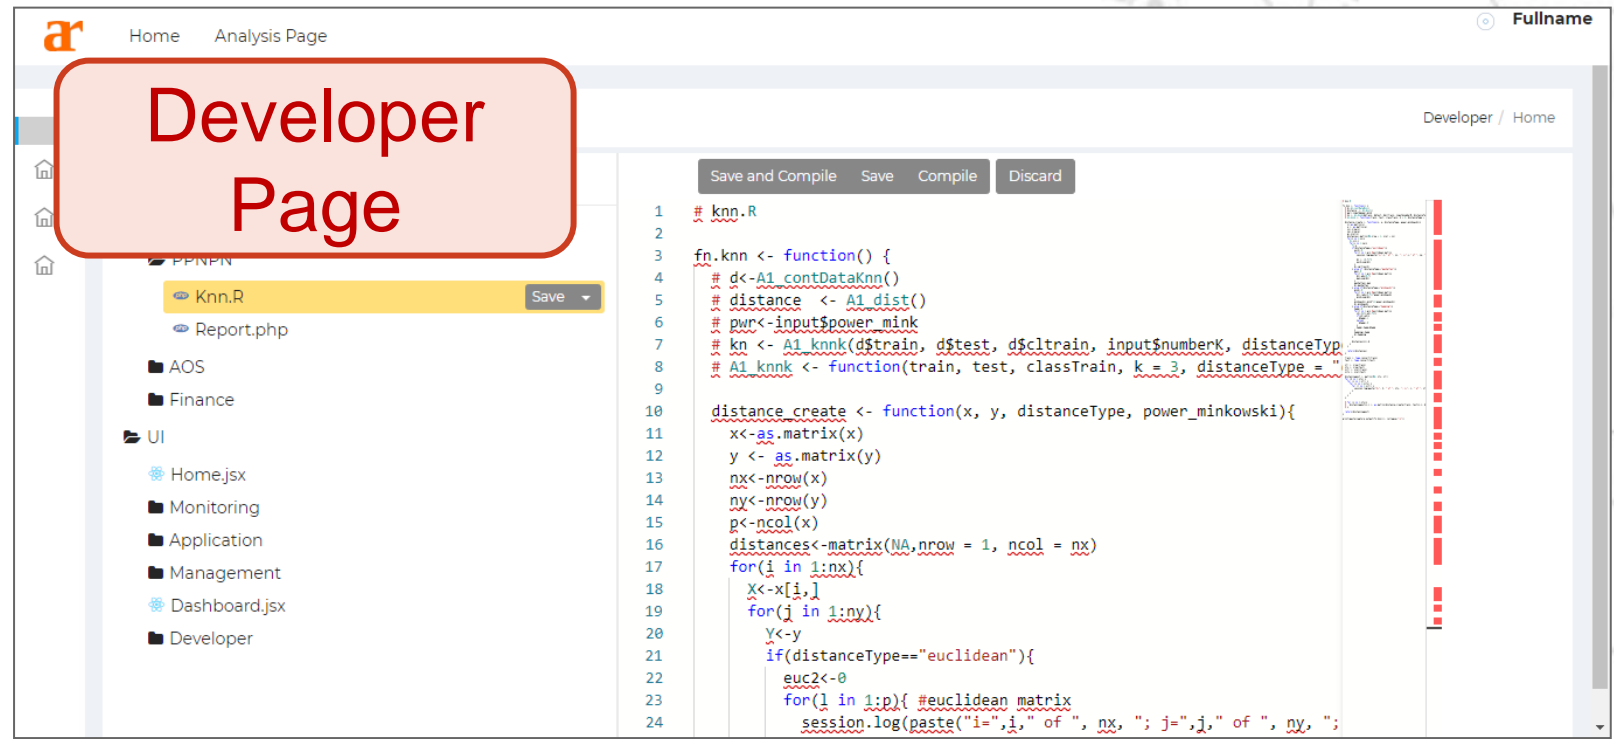 ar
Home Analysis Page
Fullname
Developer
Page
Developer / Home
PPNPN
Knn.R
Save
Report.php
AOS
Finance
UI
Home.jsx
Monitoring
Application
Management
Dashboard.jsx
Developer
Save and Compile Save Compile Discard
1 # knn.R
2
3 fn.knn <- function() {
4 # d<-A1_contDataKnn()
5 # distance <- A1_dist()
6 # pwr<-input$power_mink
7 # kn <- A1_knnk(d$train, d$test, d$cltrain, input$numberK, distanceTyp
8 # A1_knnk <- function(train, test, classTrain, k = 3, distanceType = "
9
10 distance_create <- function(x, y, distanceType, power_minkowski){
11 x<-as.matrix(x)
12 y <- as.matrix(y)
13 nx<-nrow(x)
14 ny<-nrow(y)
15 p<-ncol(x)
16 distances<-matrix(NA,nrow = 1, ncol = nx)
17 for(i in 1:nx){
18 X<-x[i,]
19 for(j in 1:ny){
20 Y<-y
21 if(distanceType=="euclidean"){
22 euc2<-0
23 for(l in 1:p){ #euclidean matrix
24 session.log(paste("i=",i," of ", nx, "; j=",j," of ", ny, ";